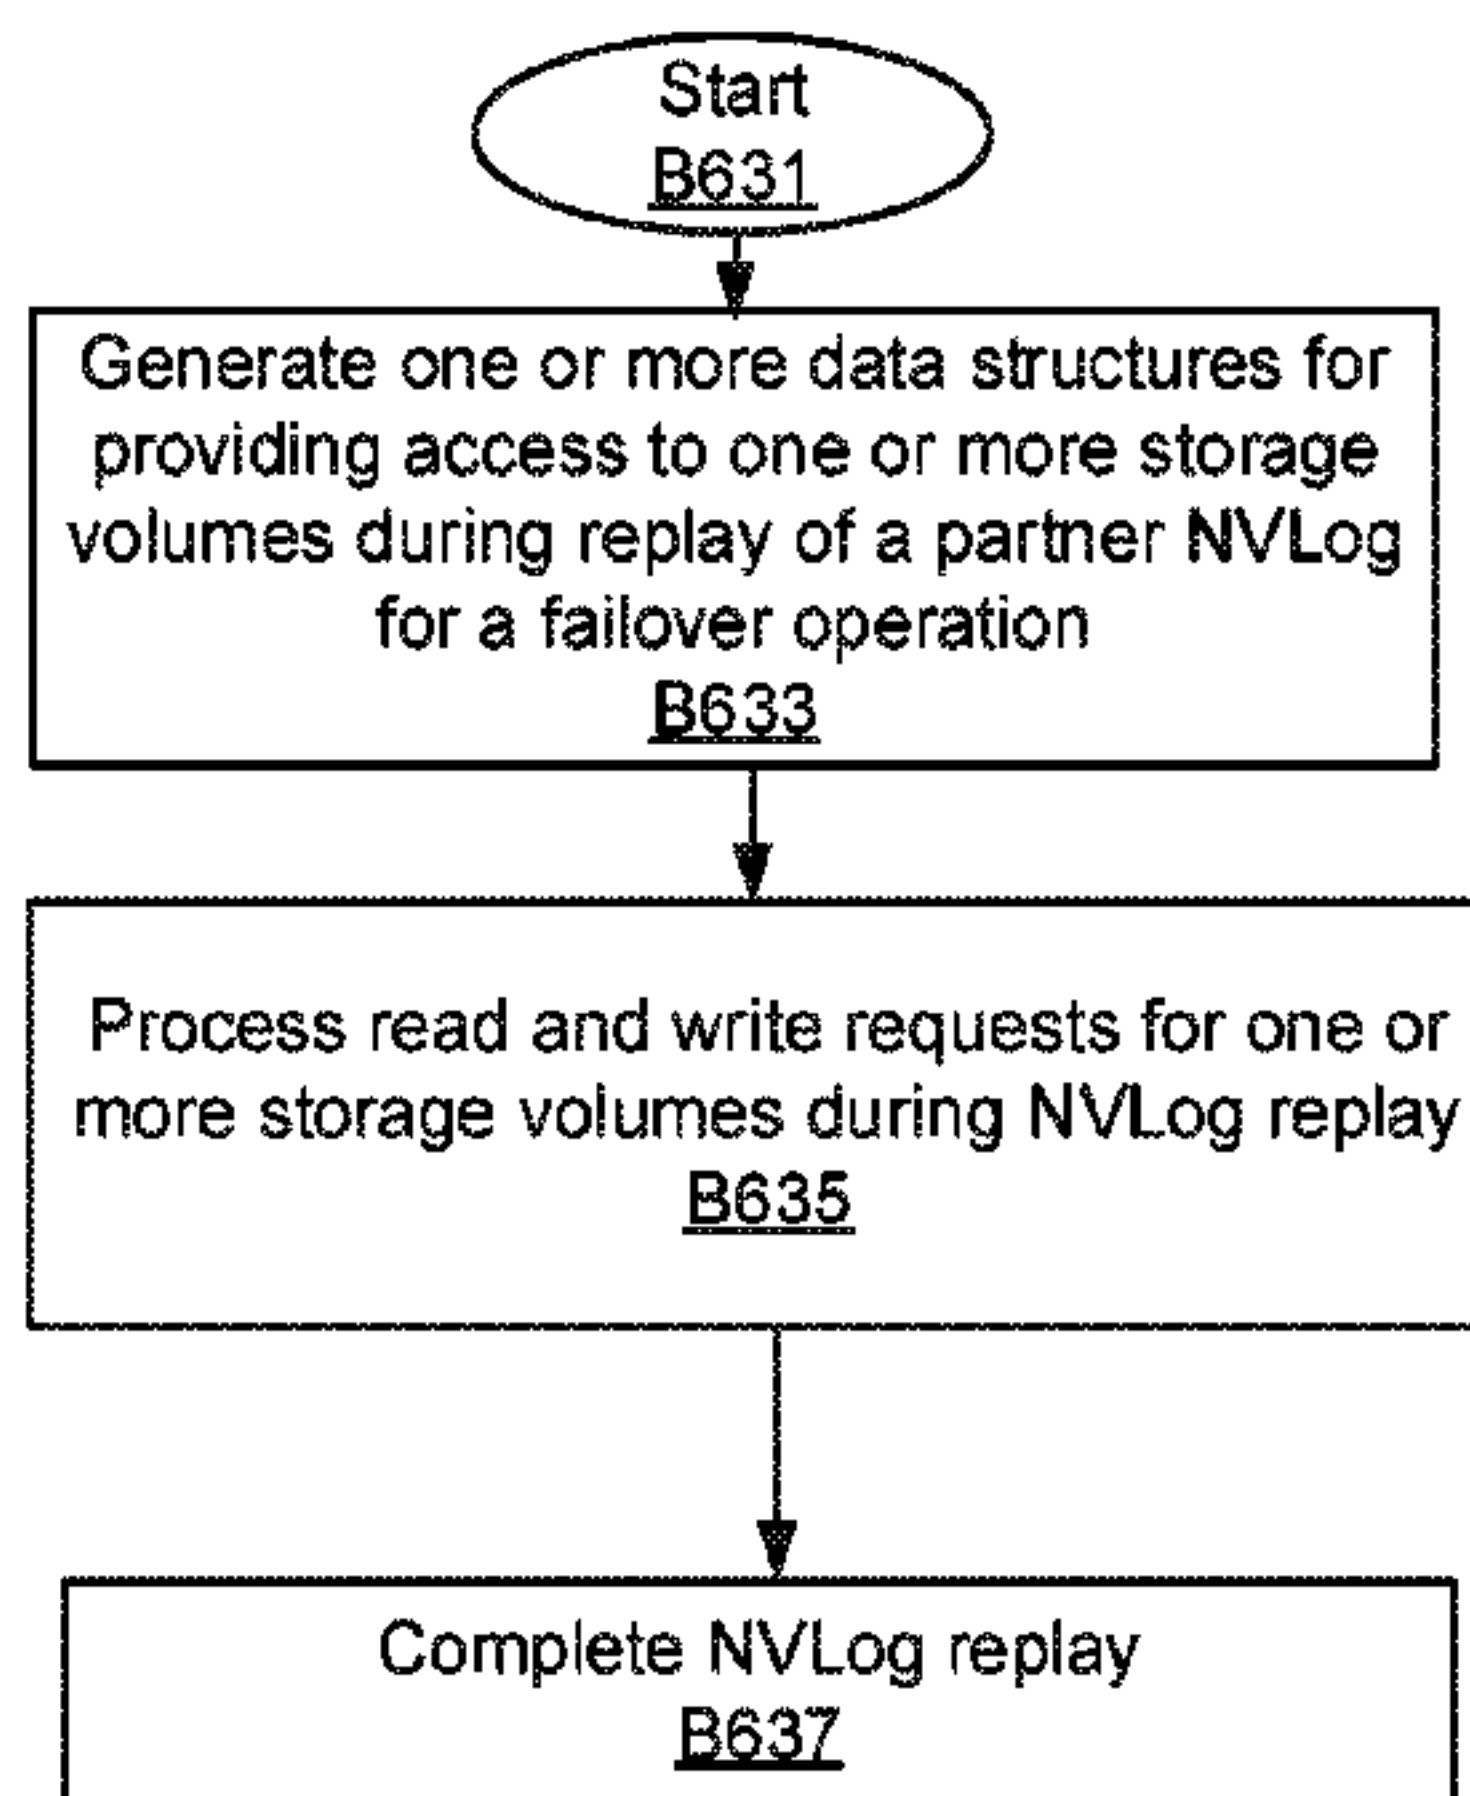 Start
B631
Generate one or more data structures for
providing access to one or more storage
volumes during replay of a partner NVLog
for a failover operation
B633
Process read and write requests for one or
more storage volumes during NVLog replay
B635
Complete NVLog replay
B637